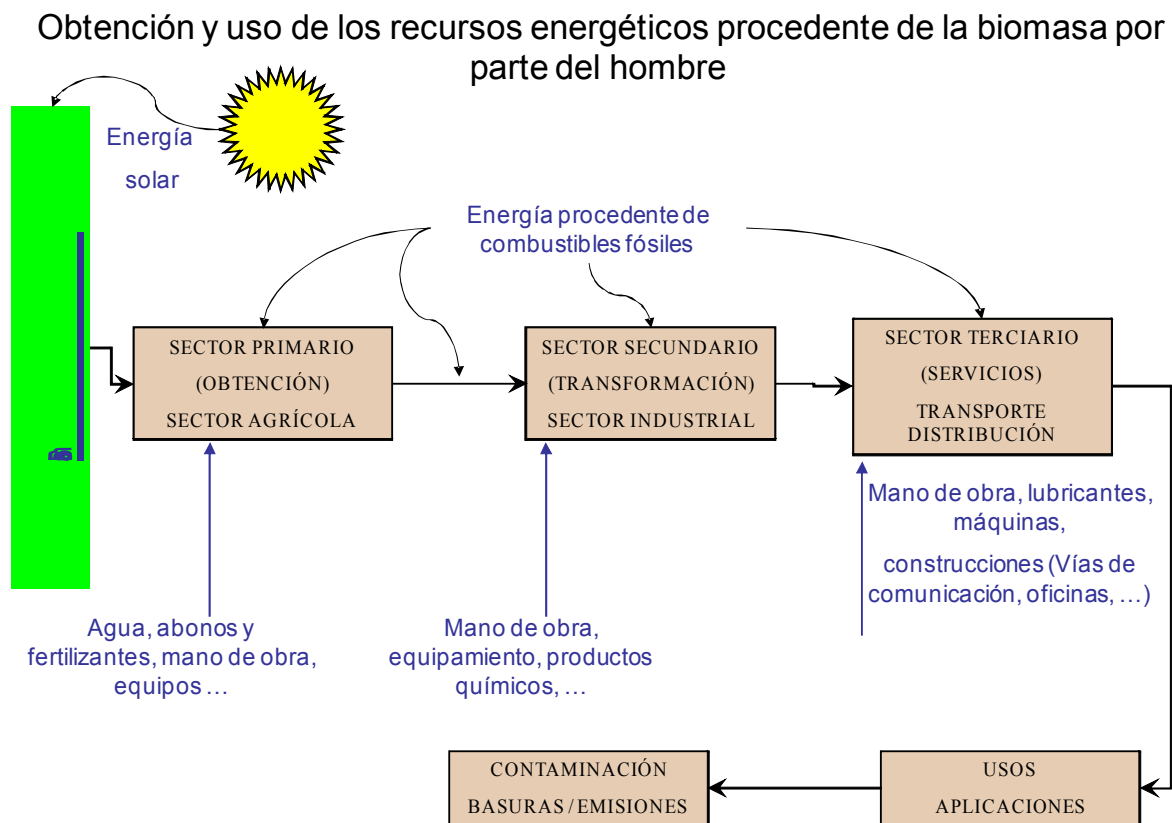 Obtención y uso de los recursos energéticos procedente de la biomasa por
parte del hombre
Energía
solar
Energía procedente de
combustibles fósiles
SECTOR PRIMARIO
(OBTENCIÓN)
SECTOR AGRÍCOLA
SECTOR SECUNDARIO
(TRANSFORMACIÓN)
SECTOR INDUSTRIAL
SECTOR TERCIARIO
(SERVICIOS)
TRANSPORTE
DISTRIBUCIÓN
Agua, abonos y
fertilizantes, mano de obra,
equipos ...
Mano de obra,
equipamiento, productos
químicos, ...
Mano de obra, lubricantes,
máquinas,
construcciones (Vías de
comunicación, oficinas, ...)
CONTAMINACIÓN
BASURAS / EMISIONES
USOS
APLICACIONES